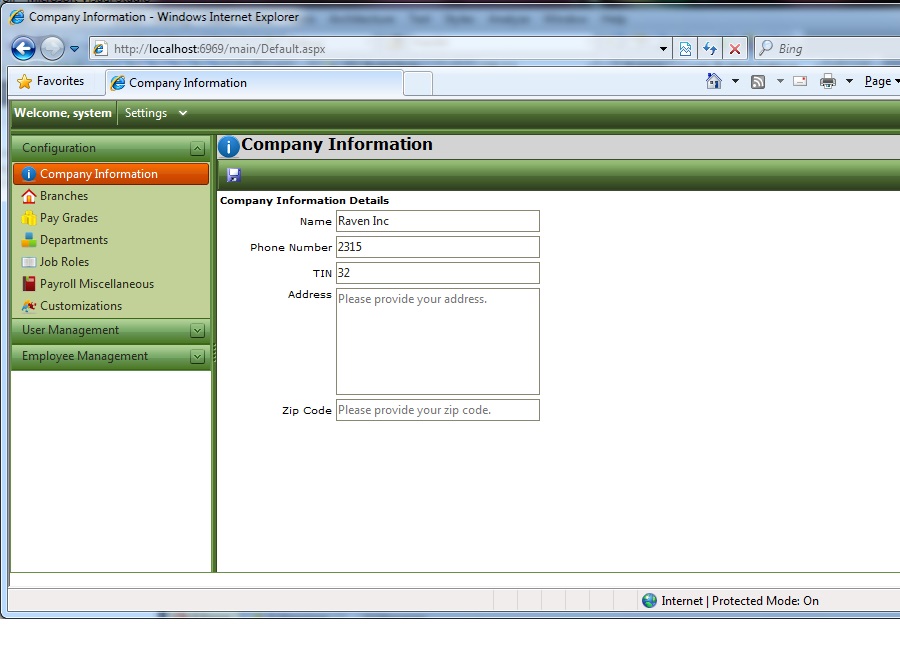 Company Information - Windows Internet Explorer
http://localhost:6969/main/Default.aspx
Bing
Favorites
Company Information
Page
Welcome, system
Settings
Configuration
Company Information
Branches
Pay Grades
Departments
Job Roles
Payroll Miscellaneous
Customizations
User Management
Employee Management
Company Information
Company Information Details
Name Raven Inc
Phone Number 2315
TIN 32
Address Please provide your address.
Zip Code Please provide your zip code.
Internet | Protected Mode: On